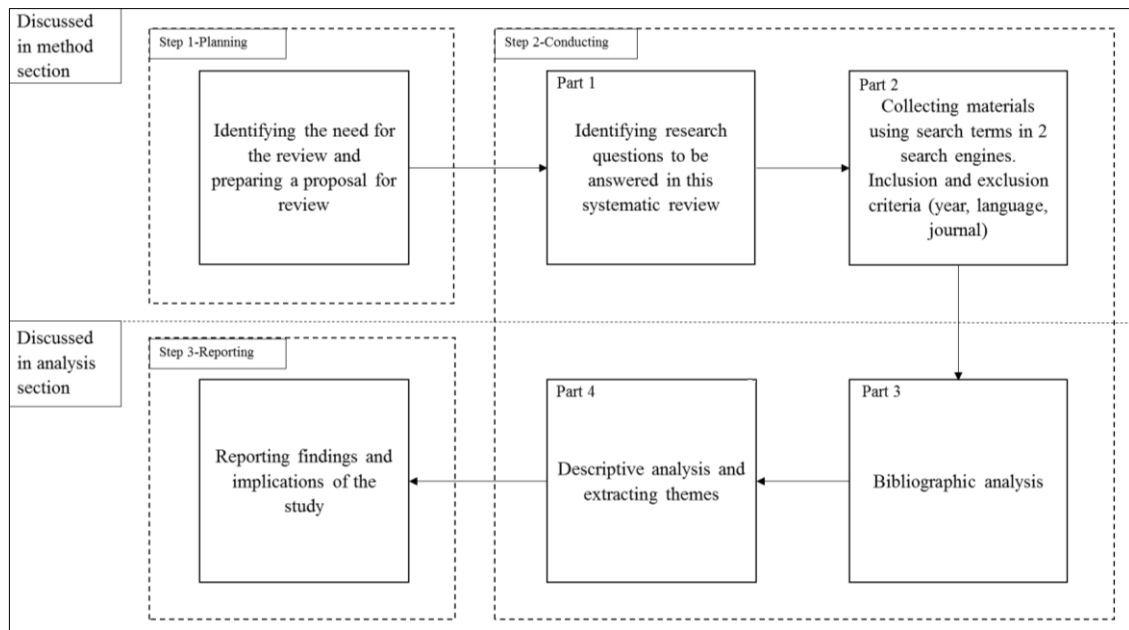 Discussed
in method
section
Step 1-Planning
Identifying the need for
the review and
preparing a proposal for
review
Step 2-Conducting
Part 1
Identifying research
questions to be
answered in this
systematic review
Part 2
Collecting materials
using search terms in 2
search engines.
Inclusion and exclusion
criteria (year, language,
journal)
Discussed
in analysis
section
Step 3-Reporting
Reporting findings and
implications of the
study
Part 4
Descriptive analysis and
extracting themes
Part 3
Bibliographic analysis